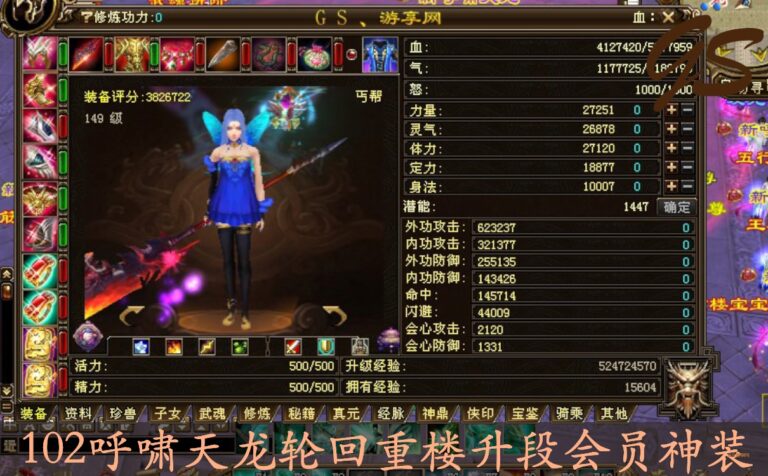 ?修炼功力:0
GS、游享网
血:
装备评分:3826722
丐帮
149 级
血:
气:
怒:
力量: 27251 0
灵气: 26878 0
体力: 27120 0
定力: 18877 0
身法: 10007 0
潜能: 1447 确定
外功攻击: 623237 0
内功攻击: 321377 0
外功防御: 255135 0
内功防御: 143426 0
命中: 145714 0
闪避: 44009 0
会心攻击: 2120 0
会心防御: 1331 0
活力: 500/500 升级经验: 524724570
精力: 500/500 拥有经验: 15604
装备 资料 珍兽 子女 武魂 修炼 秘籍 真元 经脉 神鼎 侠印 宝鉴 骑乘 其他
102呼啸天龙轮回重楼升段会员神装